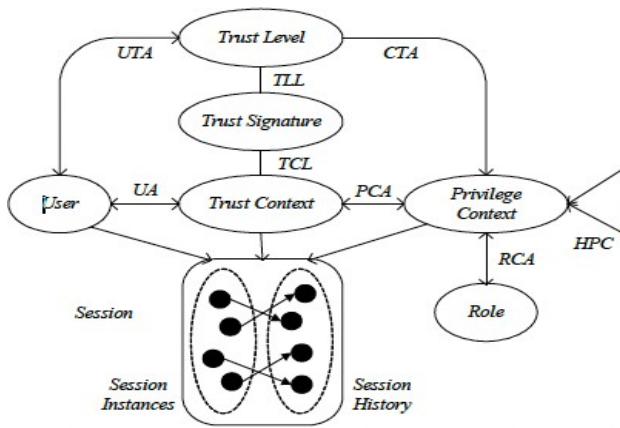 Trust Level
UTA
CTA
TLL
Trust Signature
TCL
User
UA
Trust Context
PCA
Privilege
Context
HPC
RCA
Session
Role
Session
Instances
Session
History